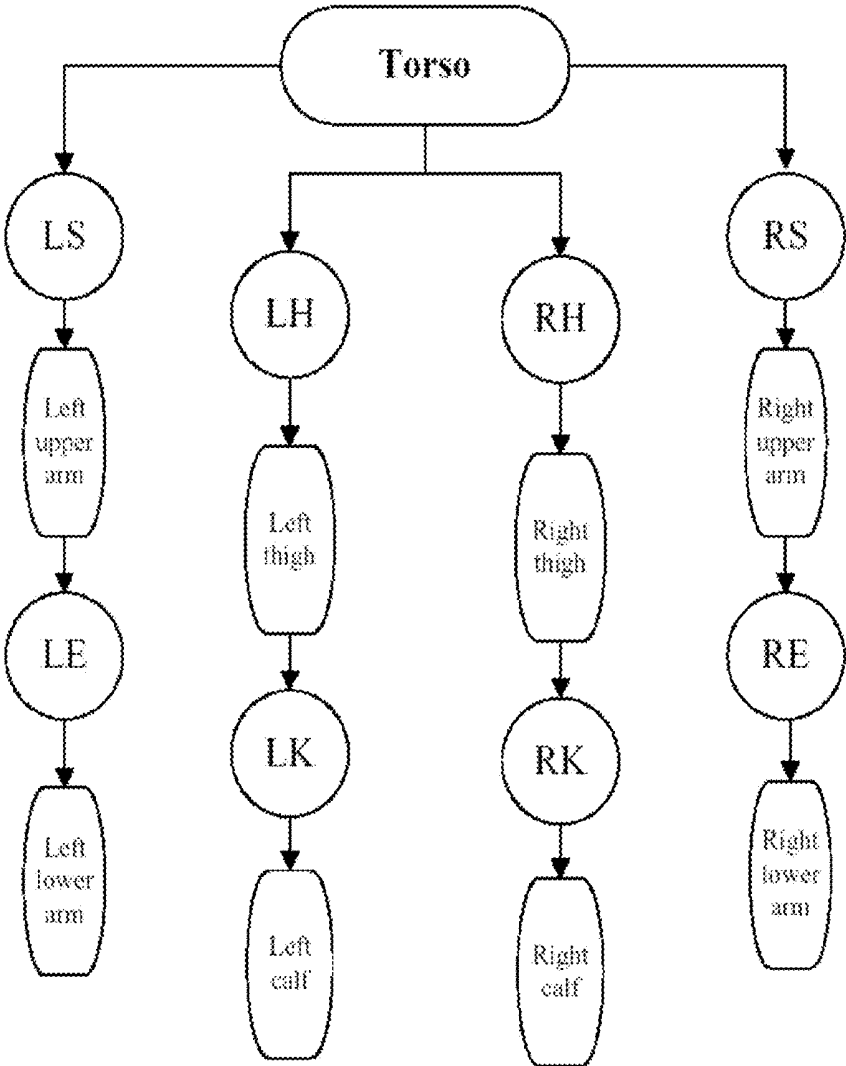 Torso
LS
RS
LH
RH
Left
upper
arm
Right
upper
arm
Left
thigh
Right
thigh
LE
RE
LK
RK
Left
lower
arm
Right
lower
arm
Left
calf
Right
calf